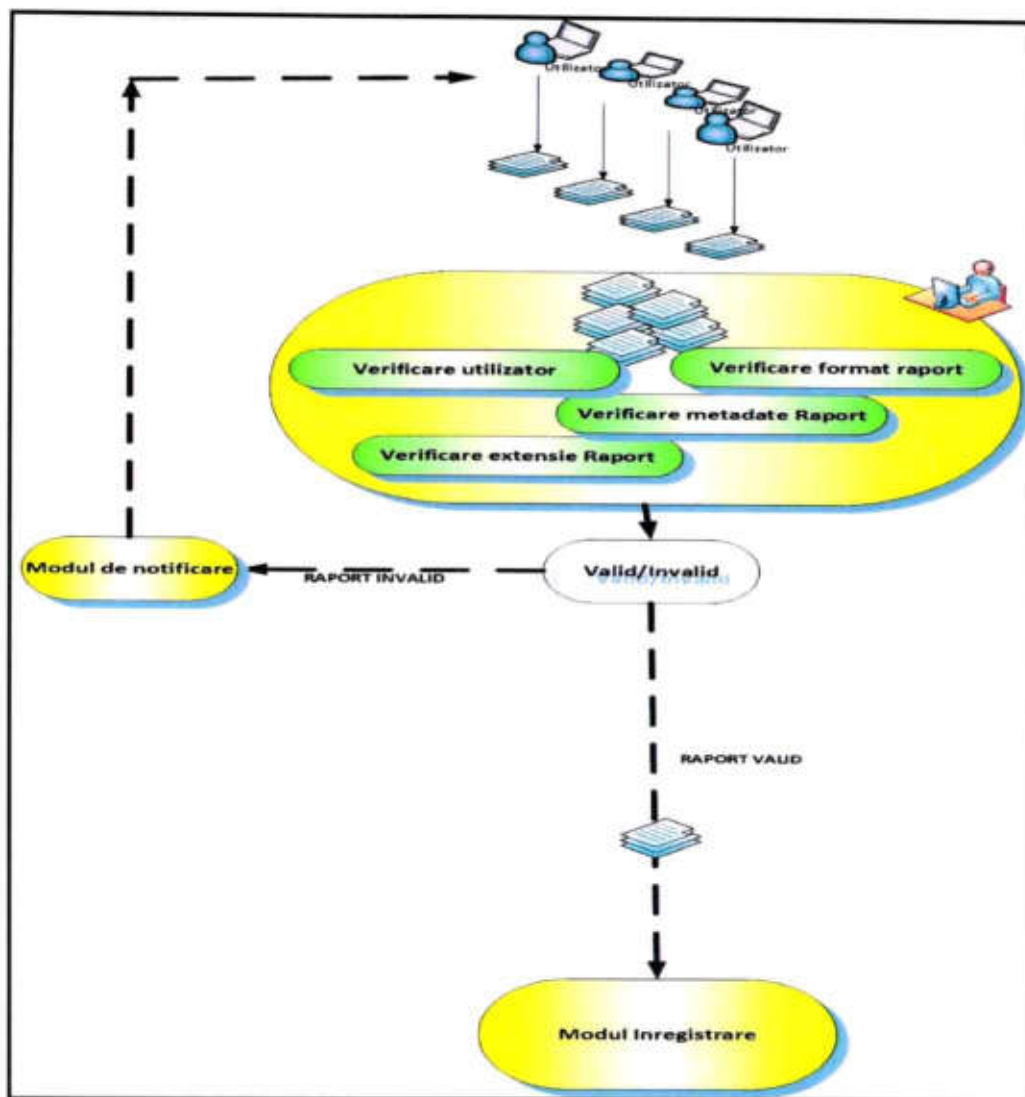 Utilizator
Utilizator
Utilizator
Utilizator
Verificare utilizator
Verificare format raport
Verificare metadate Raport
Verificare extensie Raport
Modul de notificare
RAPORT INVALID
Valid/Invalid
RAPORT VALID
Modul Inregistrare